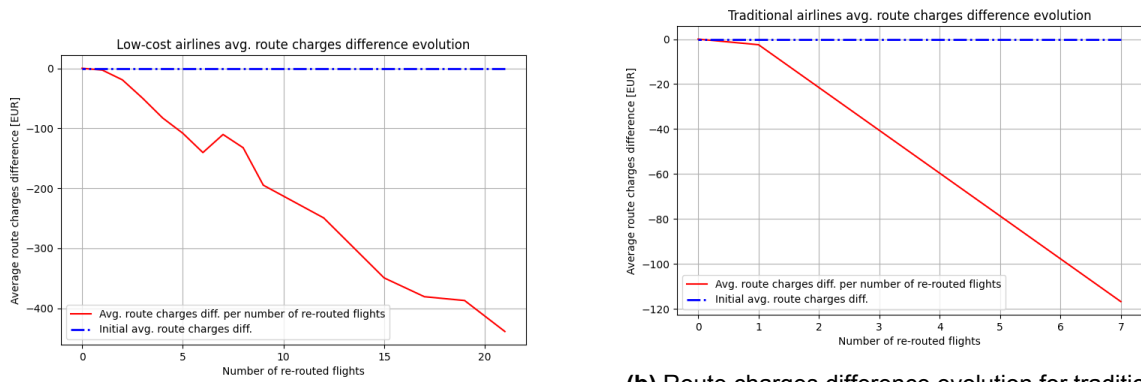 Low-cost airlines avg. route charges difference evolution
Average route charges difference [EUR]
0
−100
−200
−300
−400
Avg. route charges diff. per number of re-routed flights
Initial avg. route charges diff.
0 5 10 15 20
Number of re-routed flights
Traditional airlines avg. route charges difference evolution
Average route charges difference [EUR]
0
−20
−40
−60
−80
−100
−120
Avg. route charges diff. per number of re-routed flights
Initial avg. route charges diff.
0 1 2 3 4 5 6 7
Number of re-routed flights
(b) Route charges difference evolution for